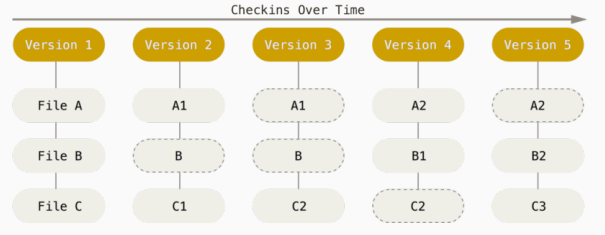 Checkins Over Time
Version 1 Version 2 Version 3 Version 4 Version 5
File A A1 A1 A2 A2
File B B B B1 B2
File C C1 C2 C2 C3